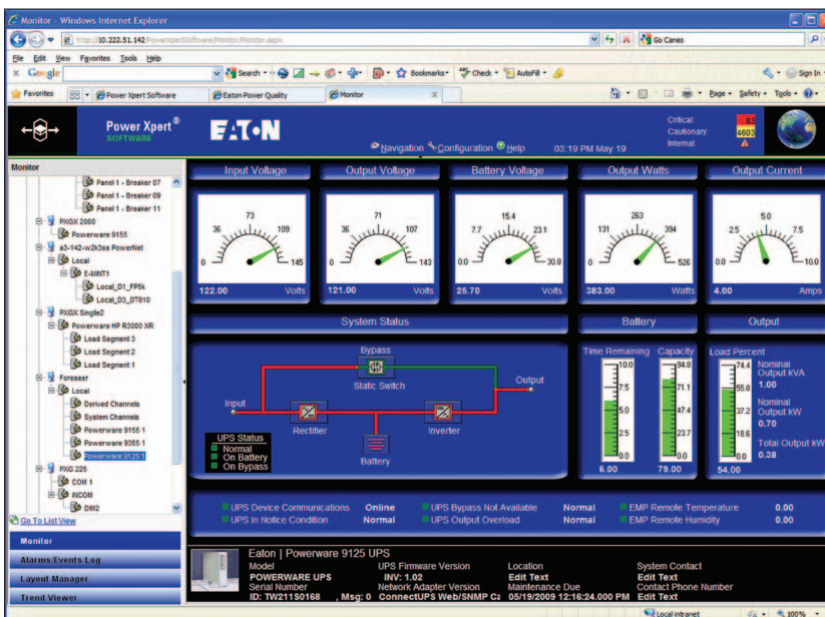 Monitor - Windows Internet Explorer
http://10.222.51.142/PowerXpertSoftware/Monitor/Monitor.aspx
Go Canes
File Edit View Favorites Tools Help
Google Search Bookmarks Check AutoFill Sign In
Favorites Power Xpert Software Eaton Power Quality Monitor Page Safety Tools
Power Xpert® SOFTWARE
EATON
Navigation Configuration Help 03:19 PM May 19
Critical: 83
Cautionary: 4603
Internal:
Monitor
Panel 1 - Breaker 07
Panel 1 - Breaker 09
Panel 1 - Breaker 11
PXGX 2000
Powerware 9155
a3-142-w2k3ss PowerNet
Local
E-MINT1
Local_D1_FP5k
Local_D3_DT810
PXGX Single2
Powerware HP R3000 XR
Load Segment 3
Load Segment 2
Load Segment 1
Foreseer
Local
Derived Channels
System Channels
Powerware 9155 1
Powerware 9355 1
Powerware 9125 1
PXG 225
COM 1
INCOM
DIM2
Go To List View
Monitor
Alarms/Events Log
Layout Manager
Trend Viewer
Input Voltage
0 36 73 109 145
122.00 Volts
Output Voltage
0 36 71 107 143
121.00 Volts
Battery Voltage
0.0 7.7 15.4 23.1 30.8
25.70 Volts
Output Watts
0 131 263 394 526
383.00 Watts
Output Current
0.0 2.5 5.0 7.5 10.0
4.00 Amps
System Status
Bypass
Static Switch
Input
Output
Rectifier
Inverter
Battery
UPS Status
Normal
On Battery
On Bypass
Battery
Time Remaining
10.0
7.5
5.0
2.5
0.0
6.00
Capacity
94.8
71.1
47.4
23.7
0.0
79.00
Output
Load Percent
74.4
55.8
37.2
18.6
0.0
54.00
Nominal Output kVA
1.00
Nominal Output kW
0.70
Total Output kW
0.38
UPS Device Communications Online UPS Bypass Not Available Normal EMP Remote Temperature 0.00
UPS In Notice Condition Normal UPS Output Overload Normal EMP Remote Humidity 0.00
Eaton | Powerware 9125 UPS
Model UPS Firmware Version Location System Contact
POWERWARE UPS INV: 1.02 Edit Text Edit Text
Serial Number Network Adapter Version Maintenance Due Contact Phone Number
ID: TW211S0168 , Msg: 0 ConnectUPS Web/SNMP Ca 05/19/2009 12:16:24.000 PM Edit Text
Local intranet 100%